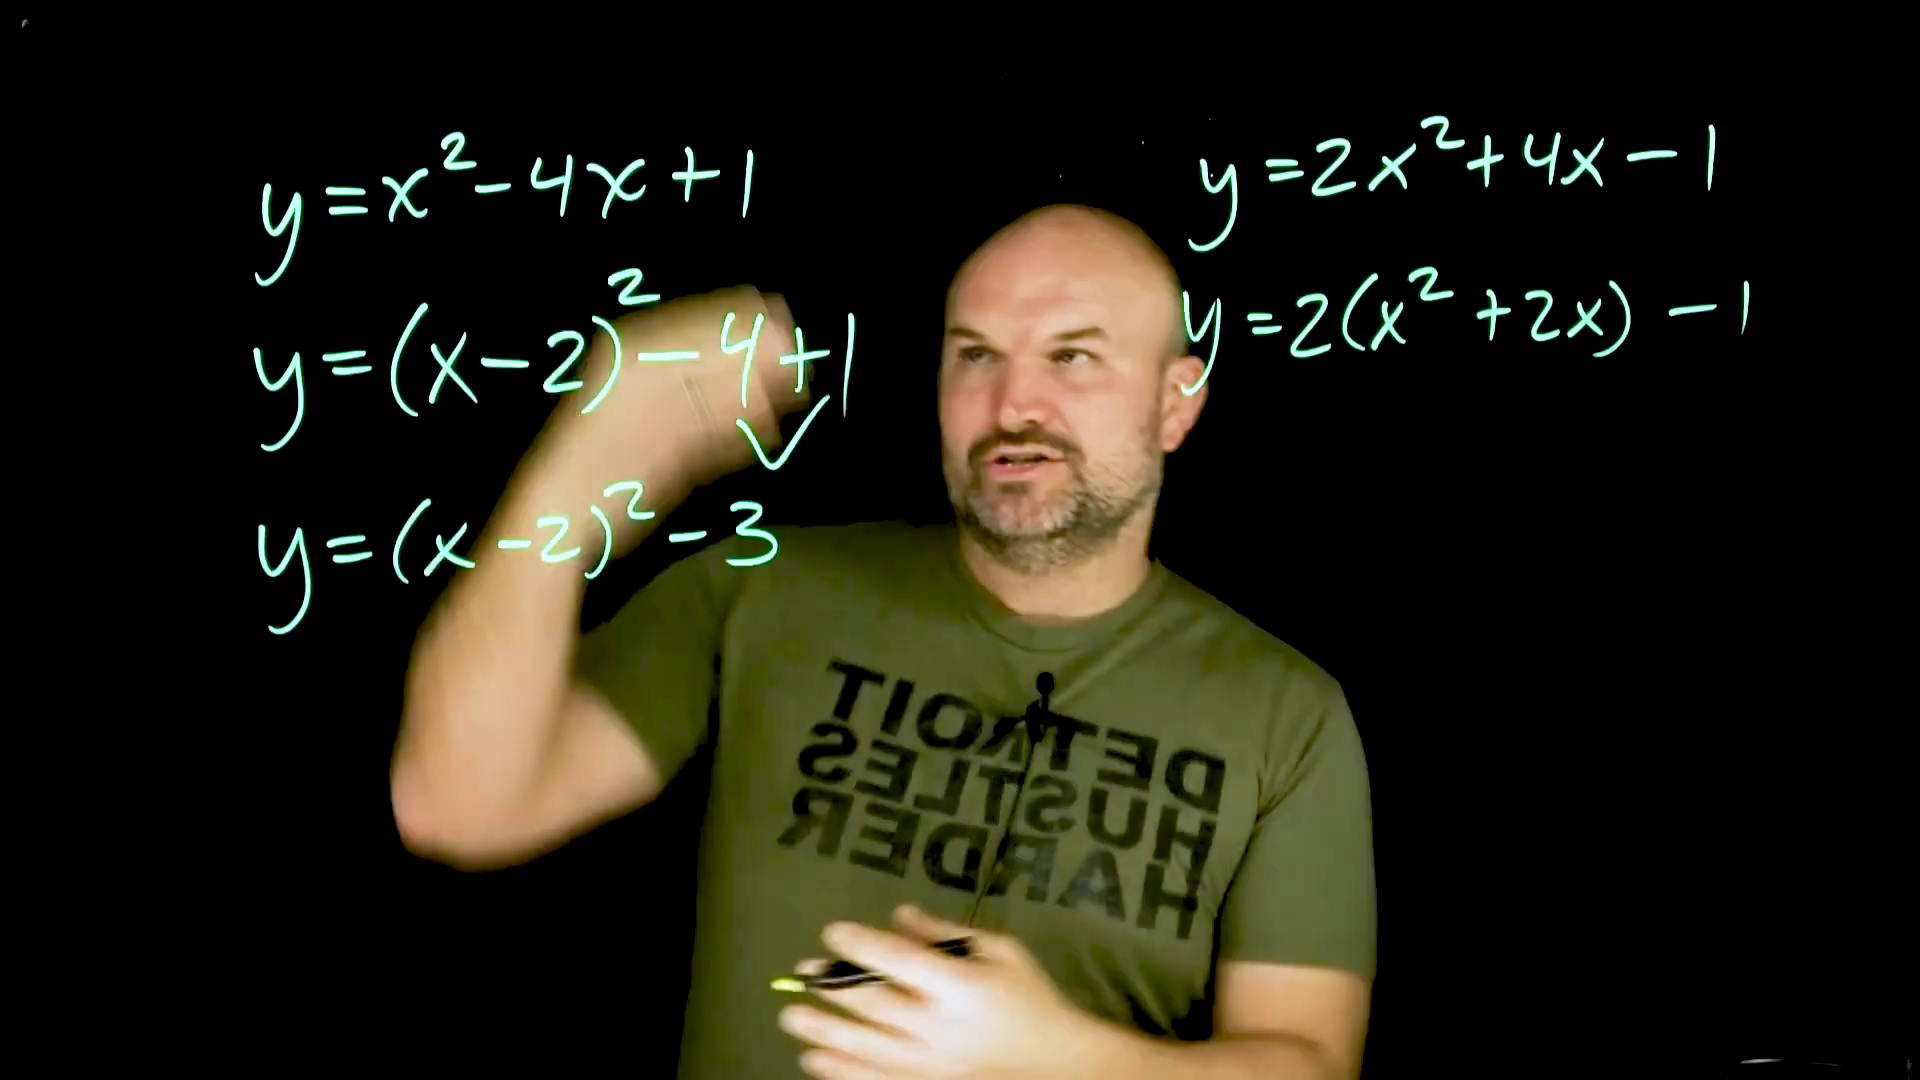 y=x²-4x+1
y=(x-2)²-4+1
y=(x-2)²-3
y=2x²+4x-1
y=2(x²+2x)-1
DETROIT
HUSTLES
HARDER